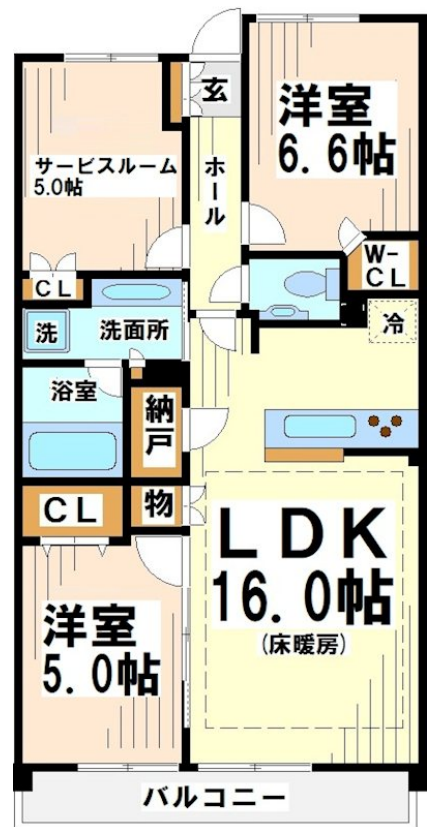 玄
洋室
6.6帖
サービスルーム
5.0帖
ホール
W-
CL
CL
洗
洗面所
冷
浴室
納戸
CL
物
LDK
16.0帖
(床暖房)
洋室
5.0帖
バルコニー